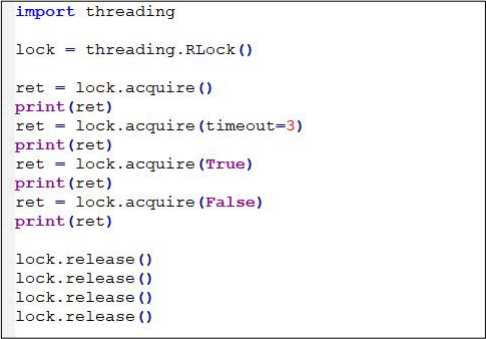 import threading
lock = threading.RLock()
ret = lock.acquire()
print(ret)
ret = lock.acquire(timeout=3)
print(ret)
ret = lock.acquire(True)
print(ret)
ret = lock.acquire(False)
print(ret)
lock.release()
lock.release()
lock.release()
lock.release()